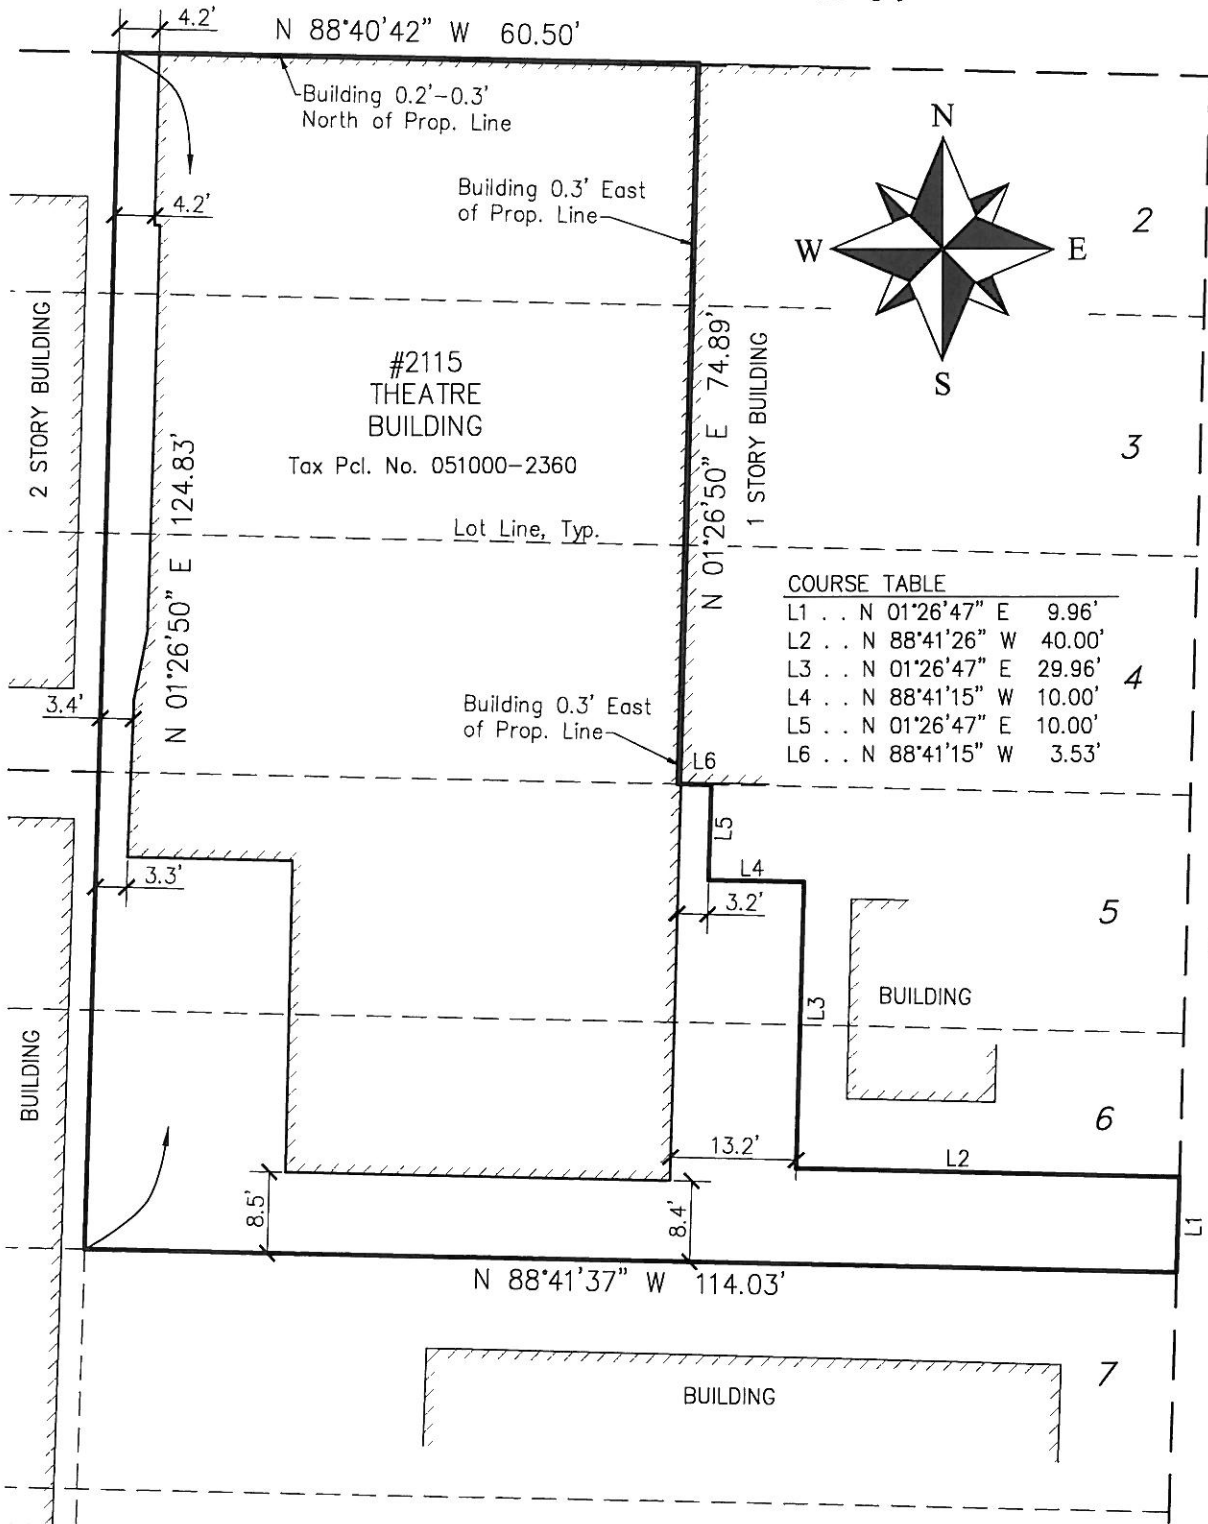 4.2'
N 88°40'42" W 60.50'
Building 0.2'-0.3'
North of Prop. Line
N
Building 0.3' East
of Prop. Line
4.2'
2
W
E
S
2 STORY BUILDING
#2115
THEATRE
BUILDING
Tax Pcl. No. 051000-2360
N 01°26'50" E 74.89'
1 STORY BUILDING
3
N 01°26'50" E 124.83'
Lot Line, Typ.
COURSE TABLE
L1 . . N 01°26'47" E 9.96'
L2 . . N 88°41'26" W 40.00'
L3 . . N 01°26'47" E 29.96'
L4 . . N 88°41'15" W 10.00'
L5 . . N 01°26'47" E 10.00'
L6 . . N 88°41'15" W 3.53'
4
3.4'
Building 0.3' East
of Prop. Line
L6
L5
L4
3.3'
3.2'
5
BUILDING
L3
BUILDING
6
13.2'
L2
8.5'
8.4'
L1
N 88°41'37" W 114.03'
7
BUILDING